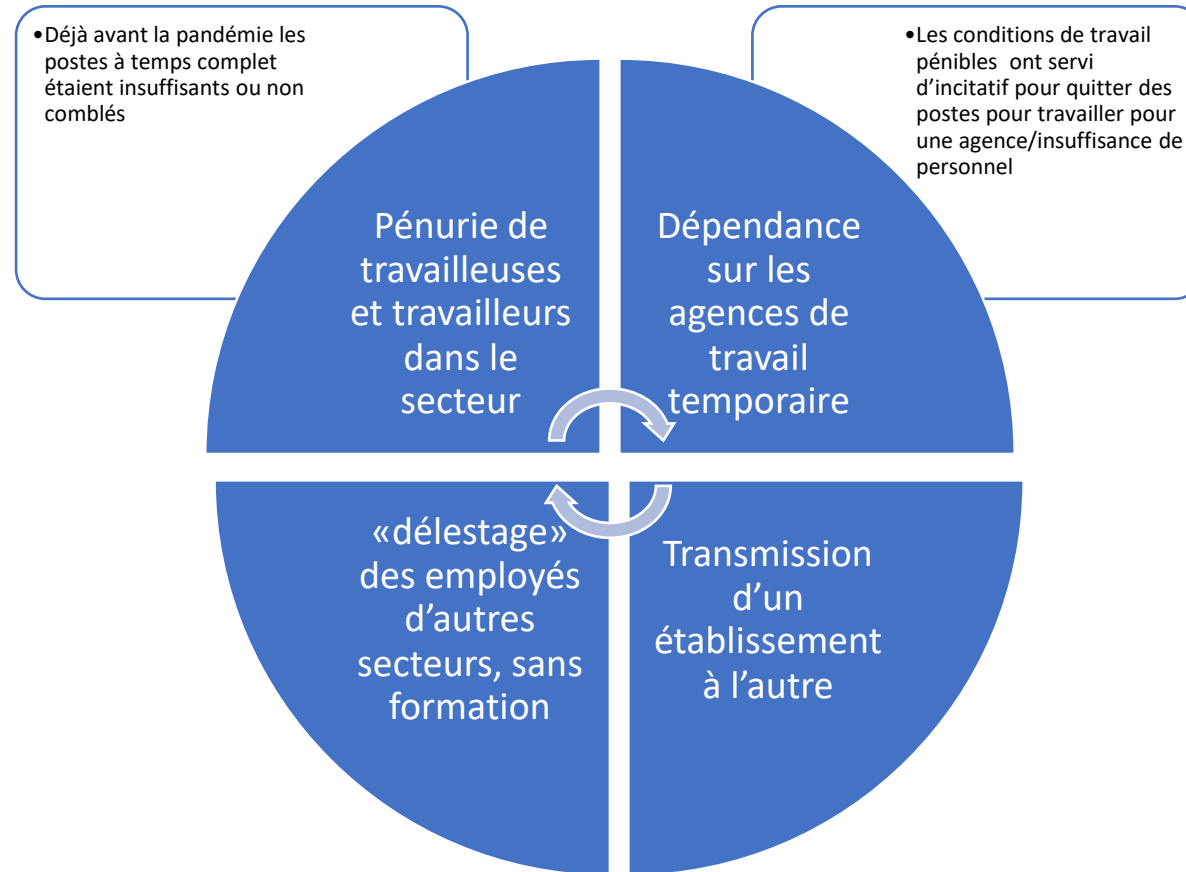 •Déjà avant la pandémie les
postes à temps complet
étaient insuffisants ou non
comblés
•Les conditions de travail
pénibles  ont servi
d’incitatif pour quitter des
postes pour travailler pour
une agence/insuffisance de
personnel
Pénurie de
travailleuses
et travailleurs
dans le
secteur
Dépendance
sur les
agences de
travail
temporaire
«délestage»
des employés
d’autres
secteurs, sans
formation
Transmission
d’un
établissement
à l’autre